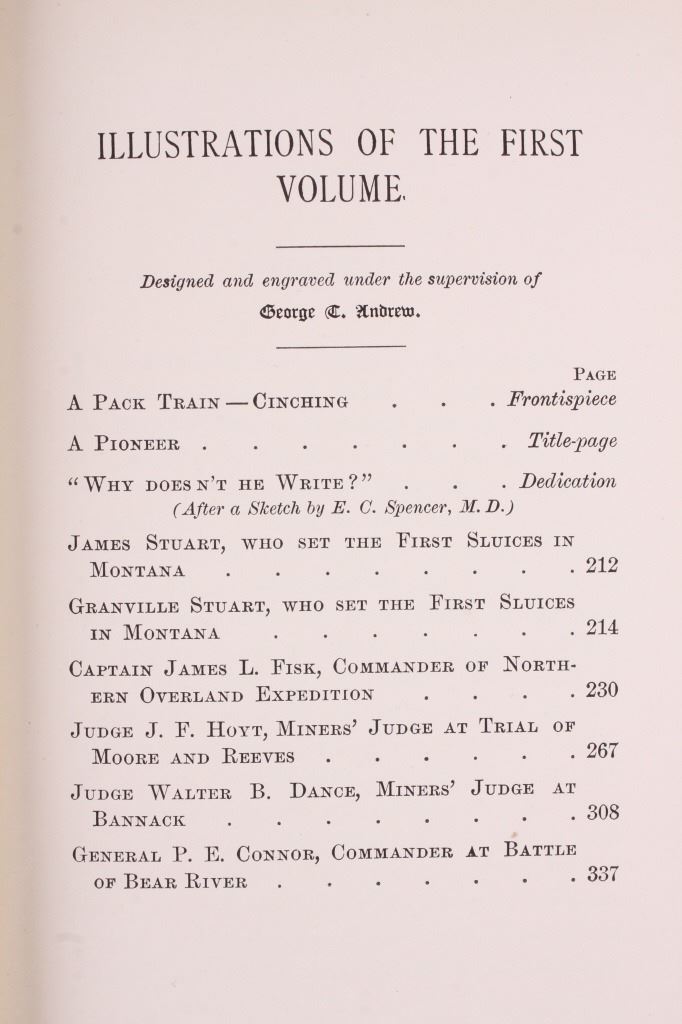 ILLUSTRATIONS OF THE FIRST
VOLUME.
Designed and engraved under the supervision of
George T. Andrew.
PAGE
A PACK TRAIN — CINCHING . . . Frontispiece
A PIONEER . . . . . . . Title-page
"WHY DOESN'T HE WRITE?" . . . Dedication
(After a Sketch by E. C. Spencer, M. D.)
JAMES STUART, WHO SET THE FIRST SLUICES IN
MONTANA . . . . . . . . 212
GRANVILLE STUART, WHO SET THE FIRST SLUICES
IN MONTANA . . . . . . . 214
CAPTAIN JAMES L. FISK, COMMANDER OF NORTH-
ERN OVERLAND EXPEDITION . . . . 230
JUDGE J. F. HOYT, MINERS' JUDGE AT TRIAL OF
MOORE AND REEVES . . . . . . 267
JUDGE WALTER B. DANCE, MINERS' JUDGE AT
BANNACK . . . . . . . . 308
GENERAL P. E. CONNOR, COMMANDER AT BATTLE
OF BEAR RIVER . . . . . . . 337